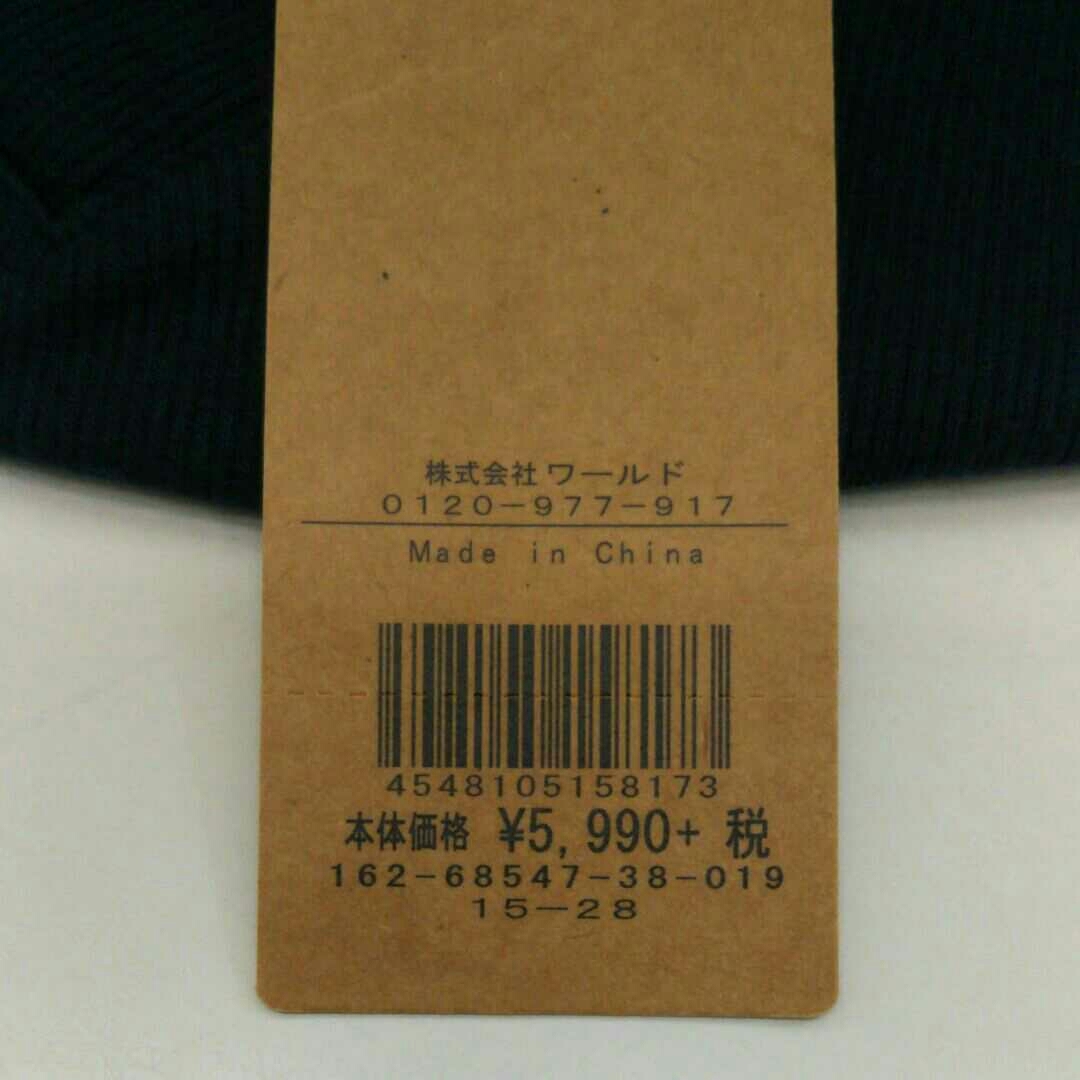 株式会社 ワールド
0120-977-917
Made in China
4548105158173
本体価格 ¥5,990+ 税
162-68547-38-019
15-28